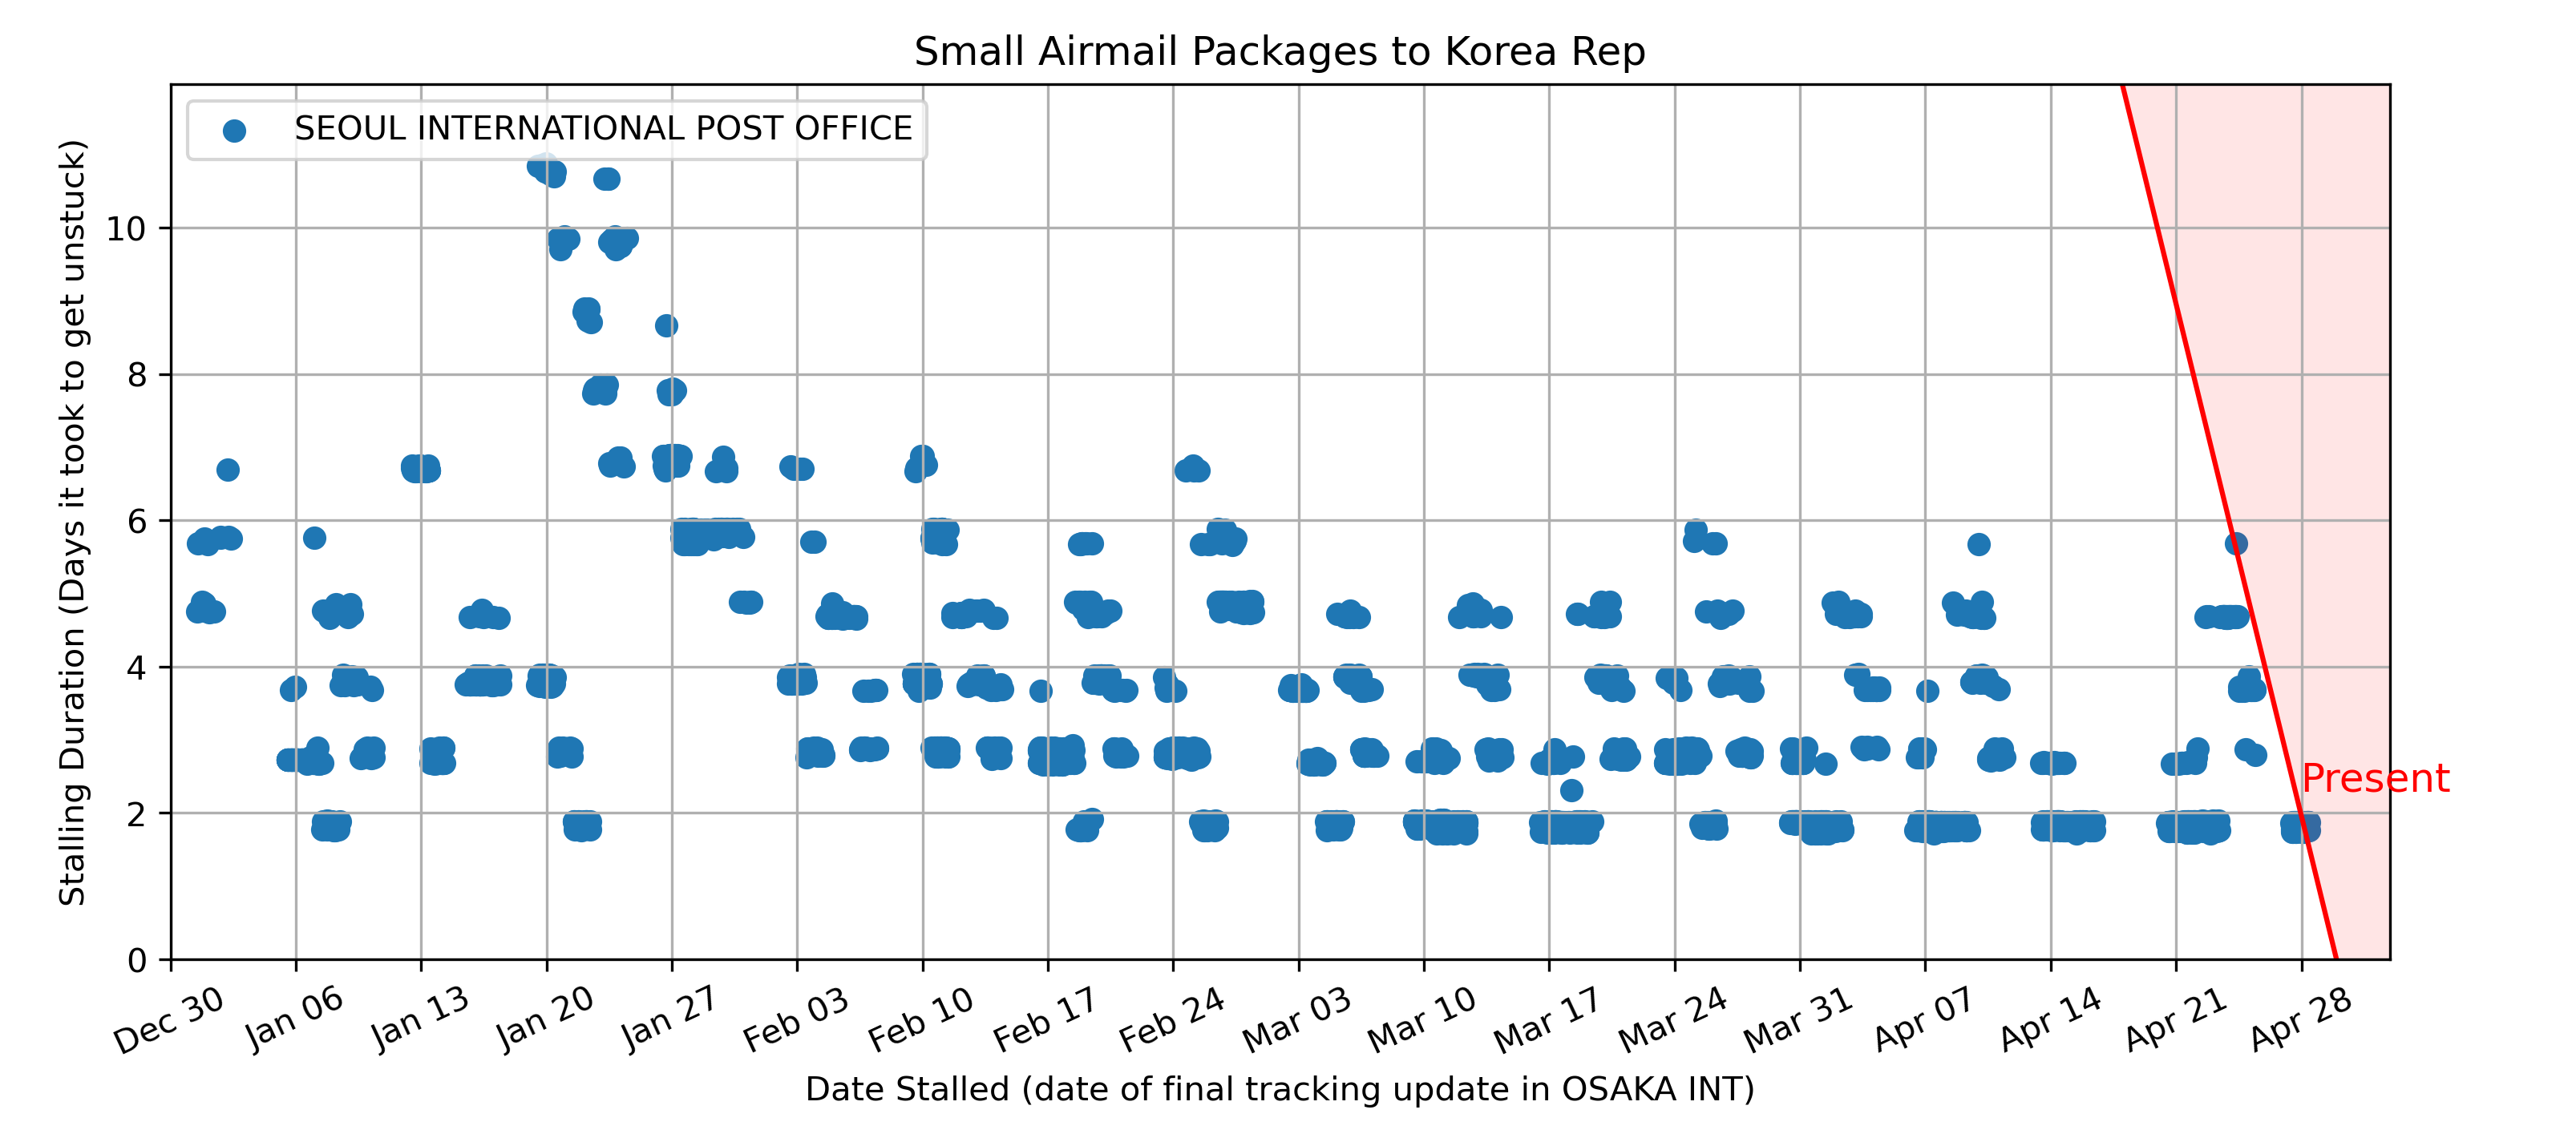 Small Airmail Packages to Korea Rep
SEOUL INTERNATIONAL POST OFFICE
Stalling Duration (Days it took to get unstuck)
10
8
6
4
2
0
Present
Dec 30
Jan 06
Jan 13
Jan 20
Jan 27
Feb 03
Feb 10
Feb 17
Feb 24
Mar 03
Mar 10
Mar 17
Mar 24
Mar 31
Apr 07
Apr 14
Apr 21
Apr 28
Date Stalled (date of final tracking update in OSAKA INT)